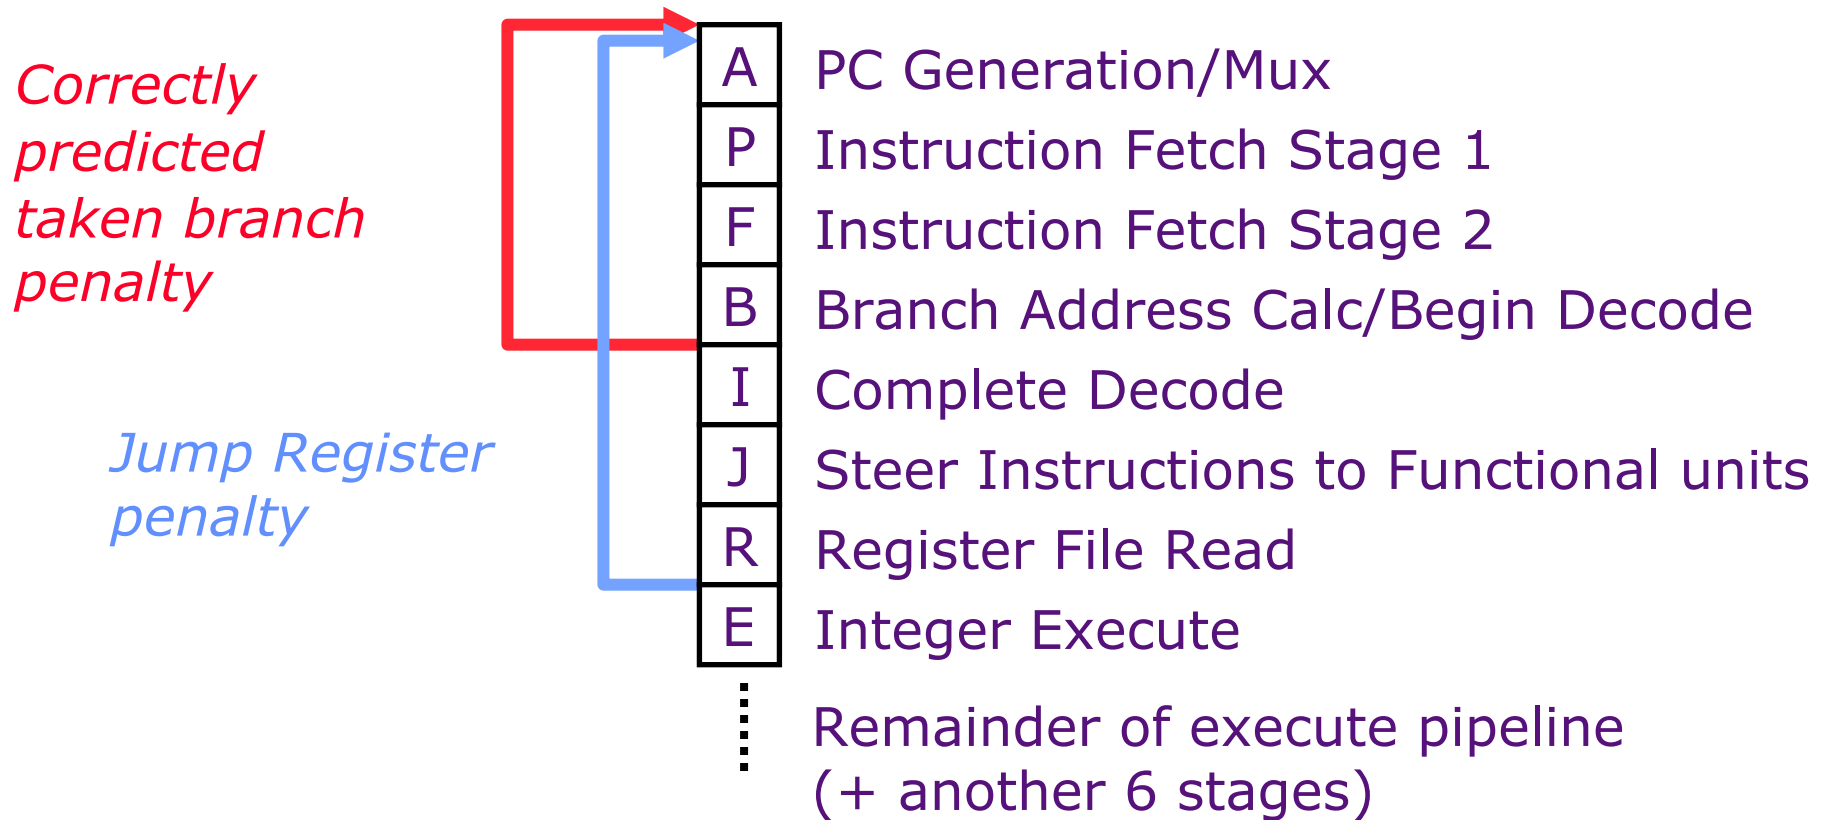 Correctly
predicted
taken branch
penalty
Jump Register
penalty
A PC Generation/Mux
P Instruction Fetch Stage 1
F Instruction Fetch Stage 2
B Branch Address Calc/Begin Decode
I Complete Decode
J Steer Instructions to Functional units
R Register File Read
E Integer Execute
Remainder of execute pipeline
(+ another 6 stages)